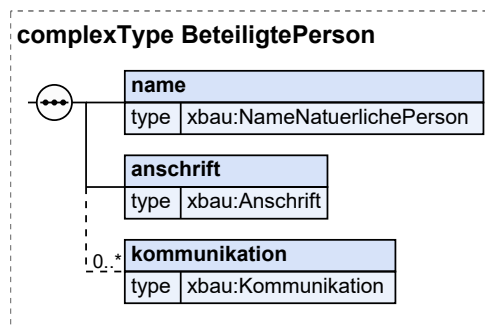 complexType BeteiligtePerson
name
type xbau:NameNatuerlichePerson
anschrift
type xbau:Anschrift
0..* kommunikation
type xbau:Kommunikation